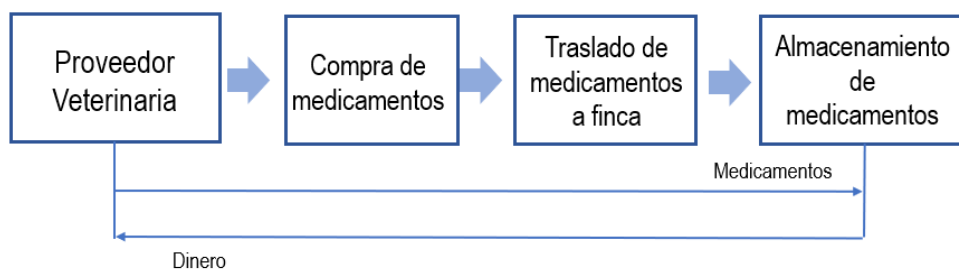 Proveedor
Veterinaria
Compra de
medicamentos
Traslado de
medicamentos
a finca
Almacenamiento
de
medicamentos
Medicamentos
Dinero